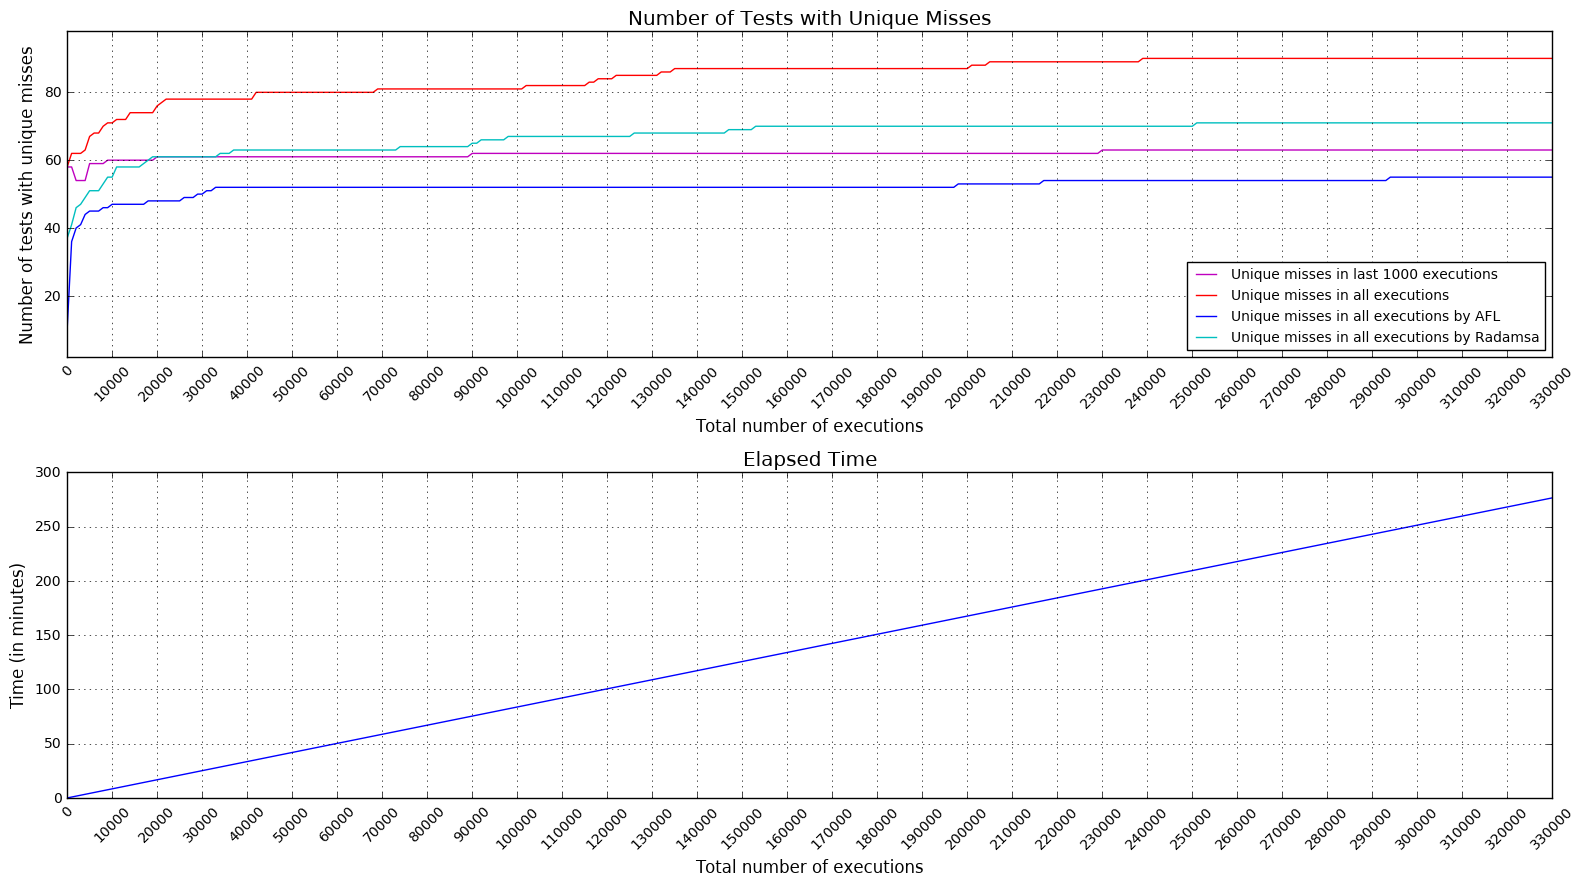 Number of Tests with Unique Misses
Number of tests with unique misses
80
60
40
20
Unique misses in last 1000 executions
Unique misses in all executions
Unique misses in all executions by AFL
Unique misses in all executions by Radamsa
0 10000 20000 30000 40000 50000 60000 70000 80000 90000 100000 110000 120000 130000 140000 150000 160000 170000 180000 190000 200000 210000 220000 230000 240000 250000 260000 270000 280000 290000 300000 310000 320000 330000
Total number of executions
Elapsed Time
Time (in minutes)
300
250
200
150
100
50
0
0 10000 20000 30000 40000 50000 60000 70000 80000 90000 100000 110000 120000 130000 140000 150000 160000 170000 180000 190000 200000 210000 220000 230000 240000 250000 260000 270000 280000 290000 300000 310000 320000 330000
Total number of executions